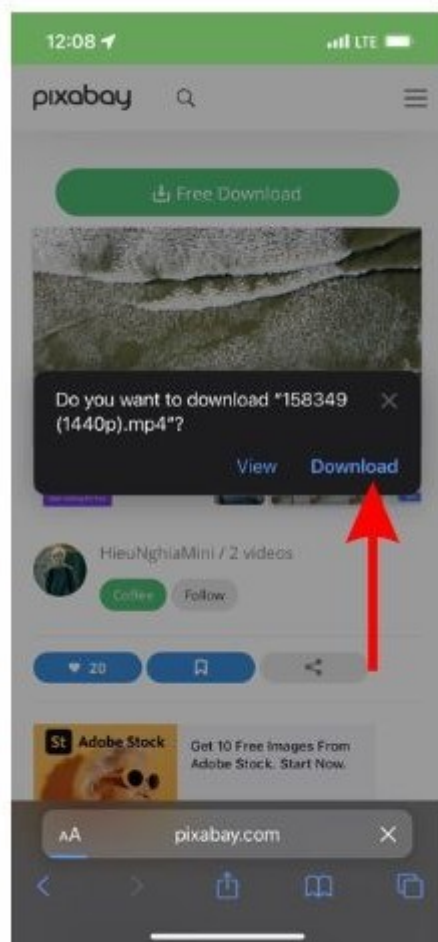 12:08
LTE
pixabay
Free Download
Do you want to download "158349
(1440p).mp4"?
View Download
HieuNghiaMini / 2 videos
Coffee Follow
20
St Adobe Stock
Get 10 Free Images From
Adobe Stock. Start Now.
AA pixabay.com